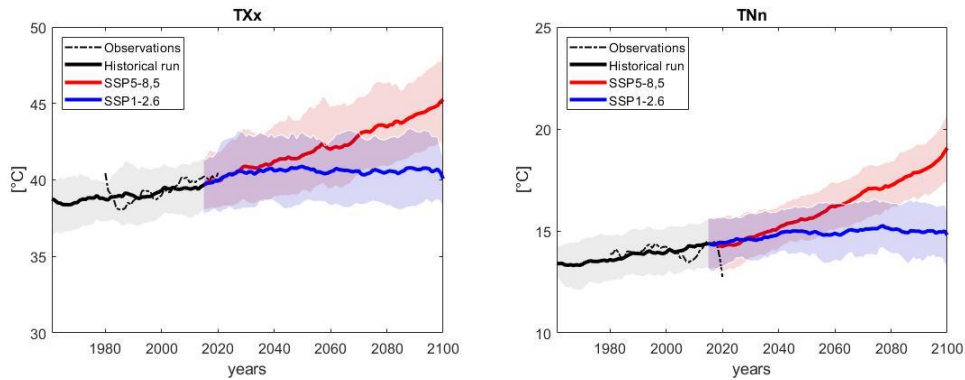 TXx
50
45
40
35
30
[°C]
Observations
Historical run
SSP5-8,5
SSP1-2.6
1980 2000 2020 2040 2060 2080 2100
years
TNn
25
20
15
10
[°C]
Observations
Historical run
SSP5-8,5
SSP1-2.6
1980 2000 2020 2040 2060 2080 2100
years